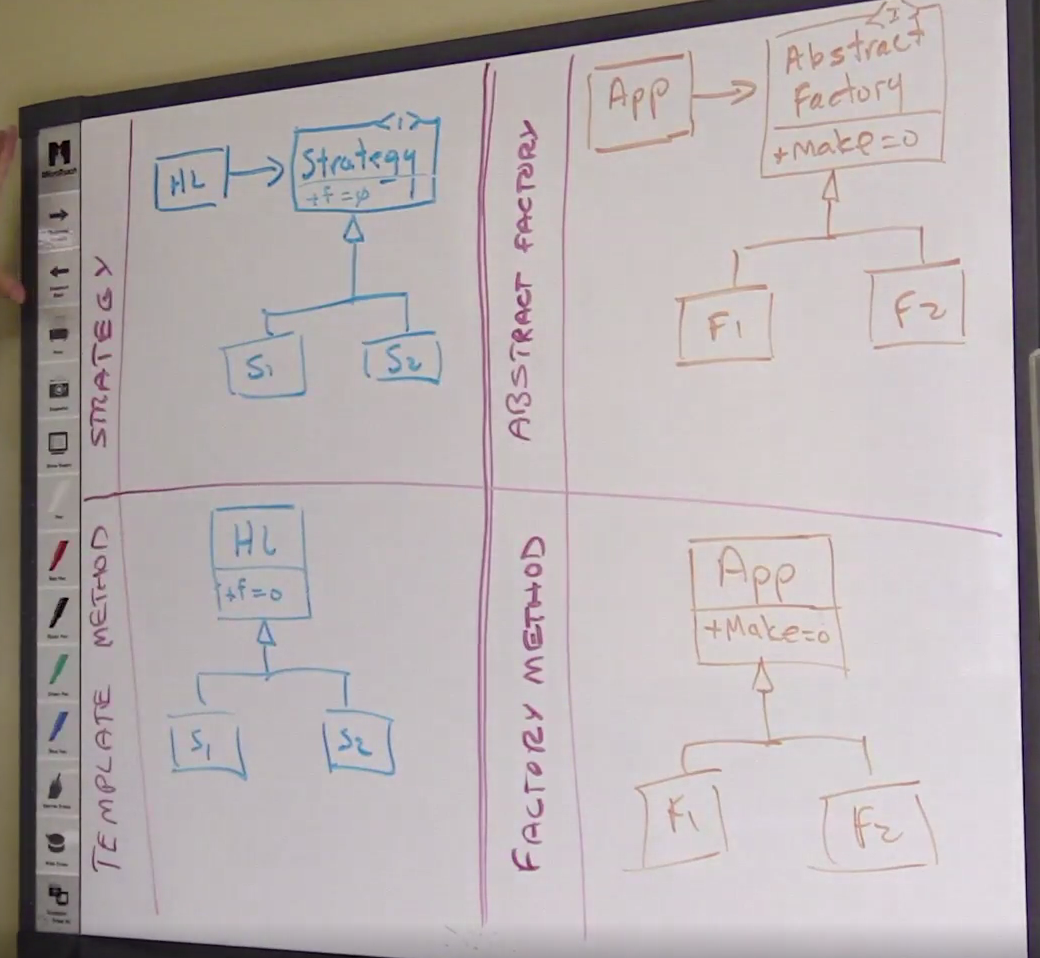 STRATEGY
HL
<I>
Strategy
+f=φ
S1
S2
ABSTRACT FACTORY
App
<I>
Abstract
Factory
+Make=0
F1
F2
TEMPLATE METHOD
HL
+f=0
S1
S2
FACTORY METHOD
App
+Make=0
F1
F2